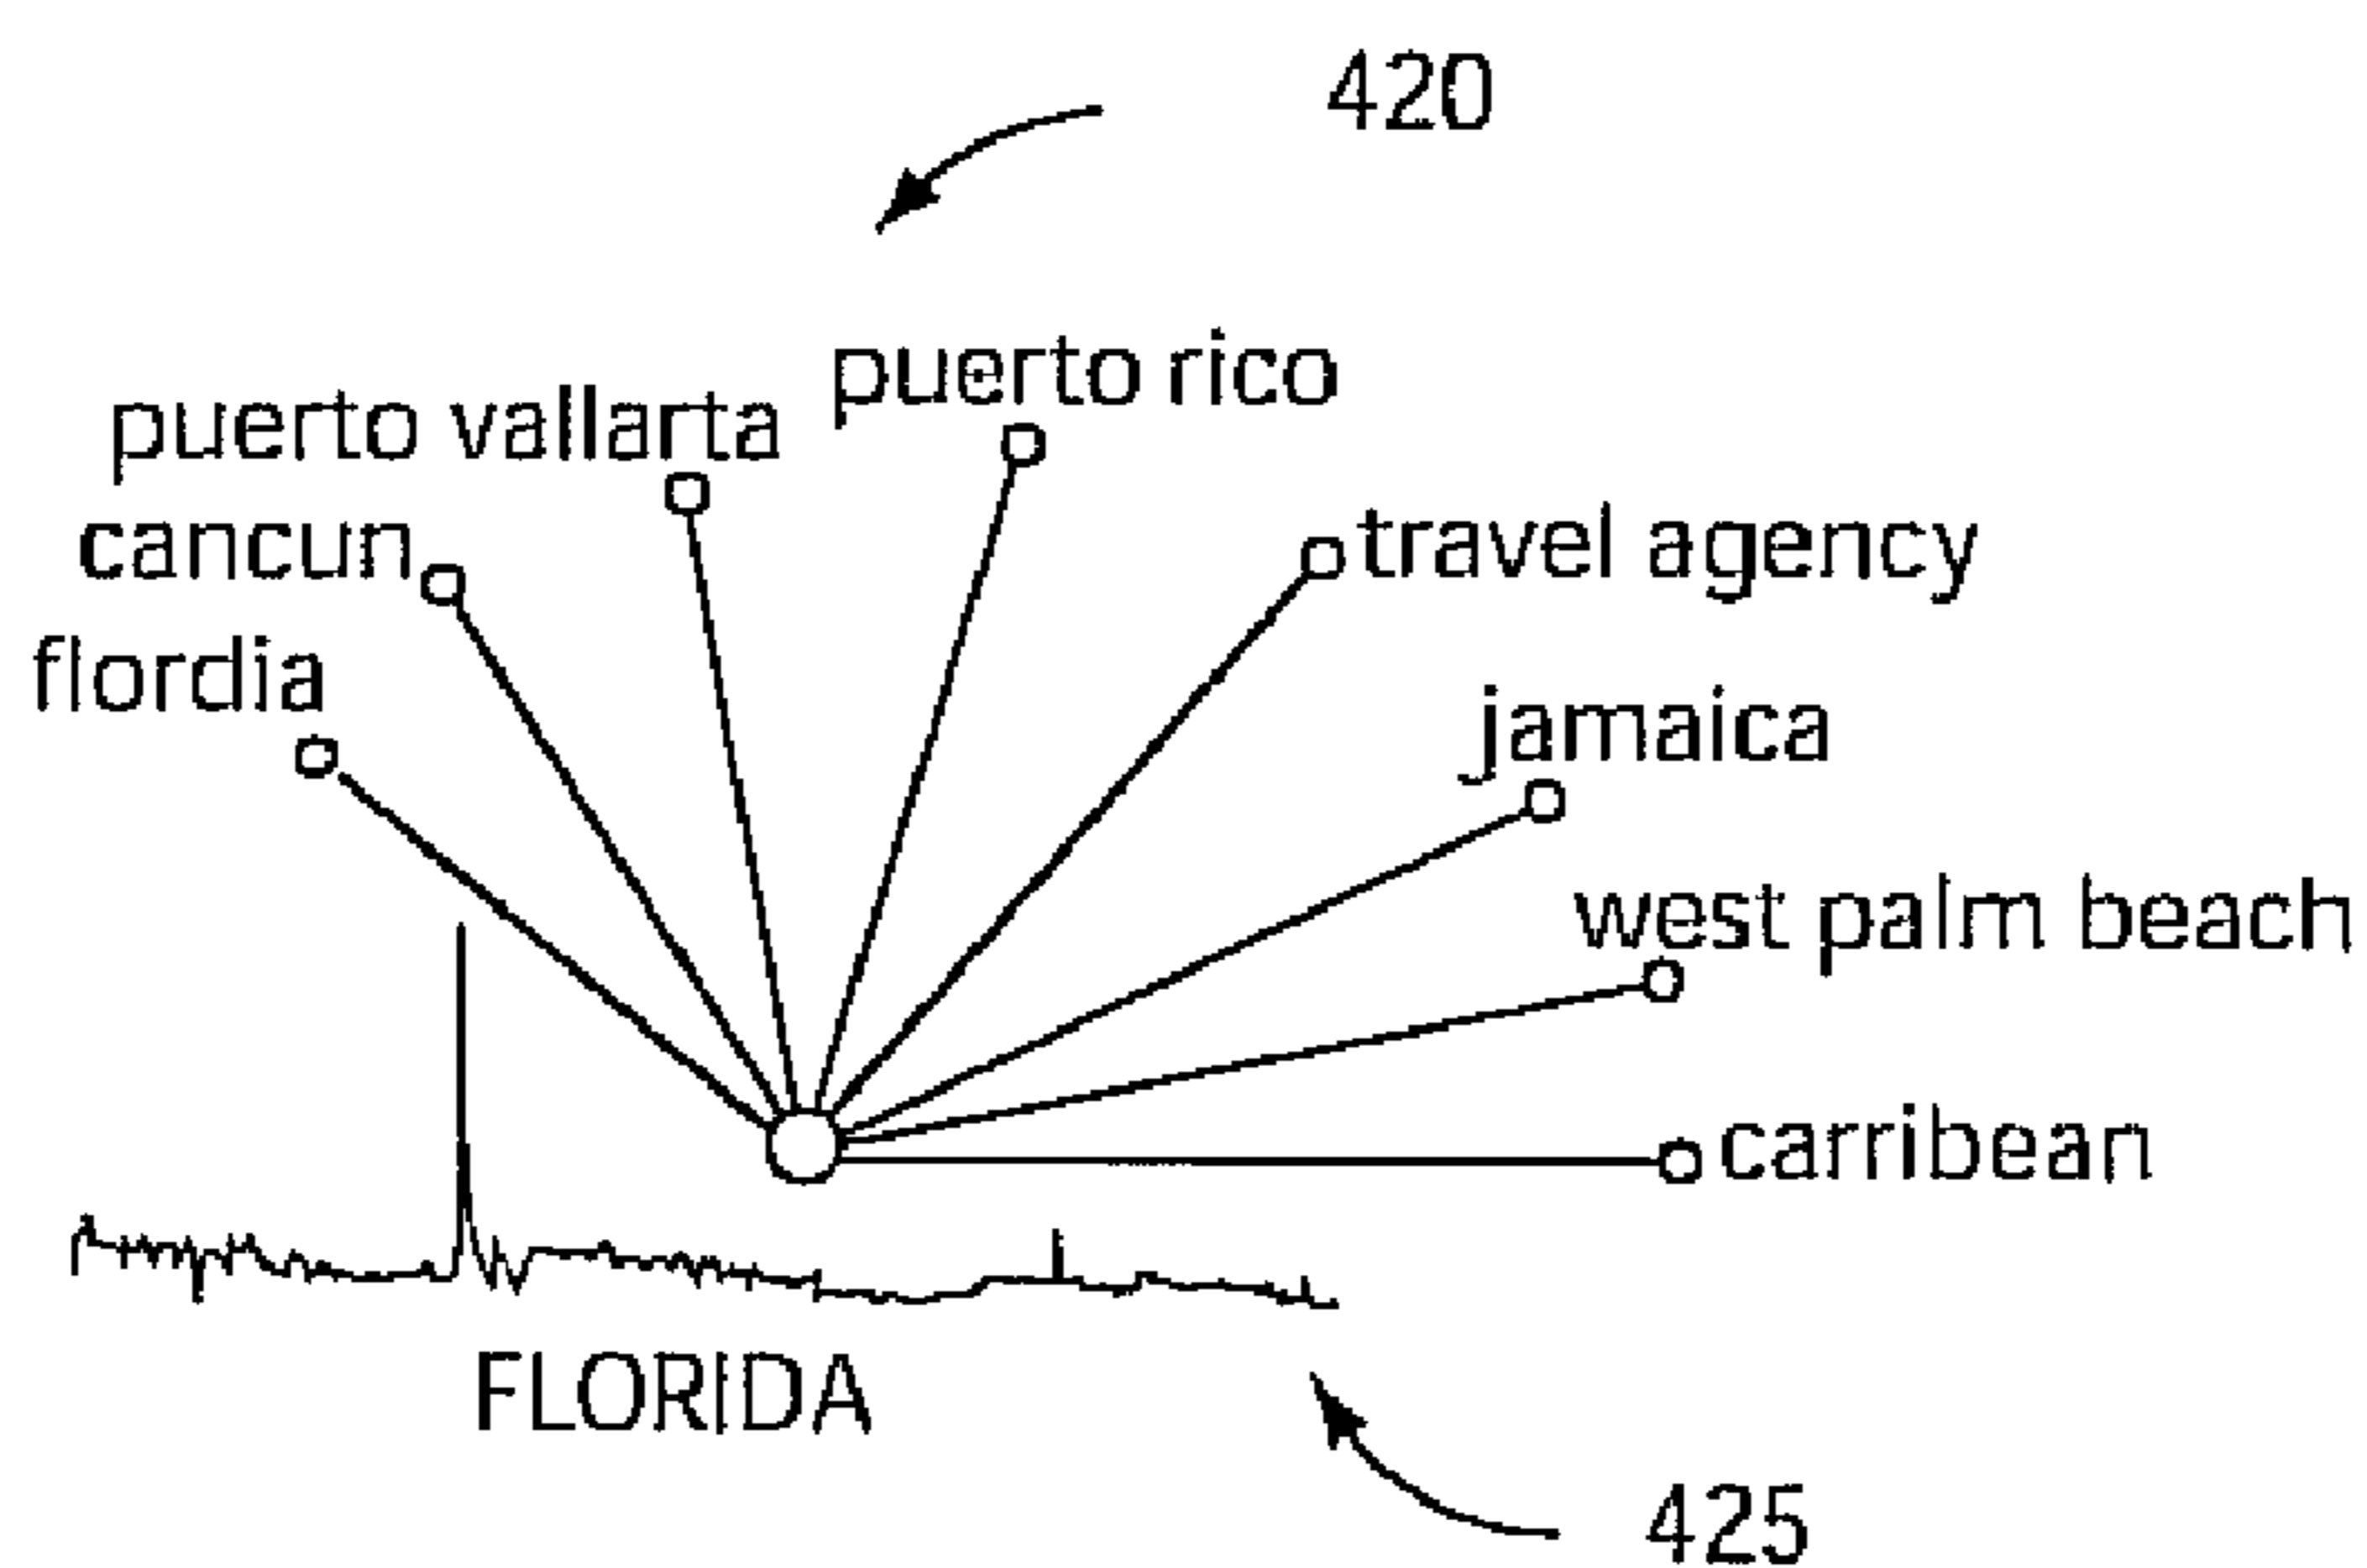 420
puerto rico
puerto vallarta
cancun
travel agency
flordia
jamaica
west palm beach
carribean
FLORIDA
425